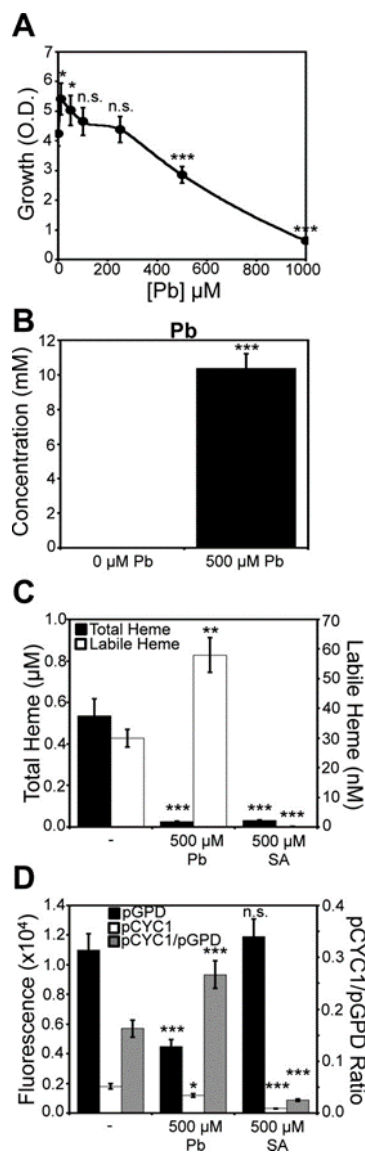 A
7
6
5
4
3
2
1
0
Growth (O.D.)
*
*
n.s.
n.s.
***
***
0 200 400 600 800 1000
[Pb] µM
B
Pb
12
10
8
6
4
2
0
Concentration (mM)
***
0 µM Pb 500 µM Pb
C
Total Heme
Labile Heme
1.0
0.8
0.6
0.4
0.2
0.0
Total Heme (µM)
70
60
50
40
30
20
10
0
Labile Heme (nM)
**
*** *** ***
- 500 µM 500 µM
Pb SA
D
pGPD
pCYC1
pCYC1/pGPD
1.4
1.2
1.0
0.8
0.6
0.4
0.2
0
Fluorescence (x10⁴)
0.4
0.3
0.2
0.1
0.0
pCYC1/pGPD Ratio
n.s.
***
***
*
***
***
- 500 µM 500 µM
Pb SA